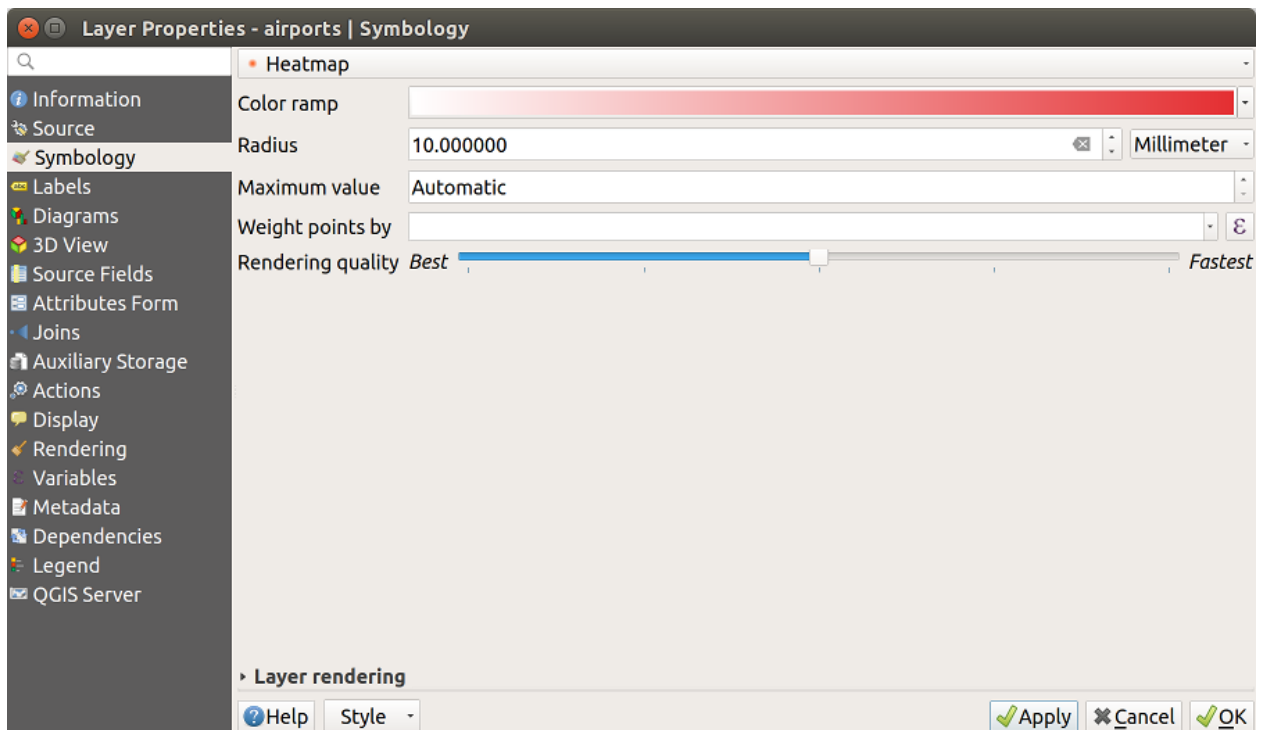 Layer Properties - airports | Symbology
Heatmap
Information
Color ramp
Source
Radius
10.000000
Millimeter
Symbology
Maximum value
Automatic
Labels
Diagrams
Weight points by
ε
3D View
Rendering quality Best
Fastest
Source Fields
Attributes Form
Joins
Auxiliary Storage
Actions
Display
Rendering
Variables
Metadata
Dependencies
Legend
QGIS Server
Layer rendering
Help
Style
Apply
Cancel
OK